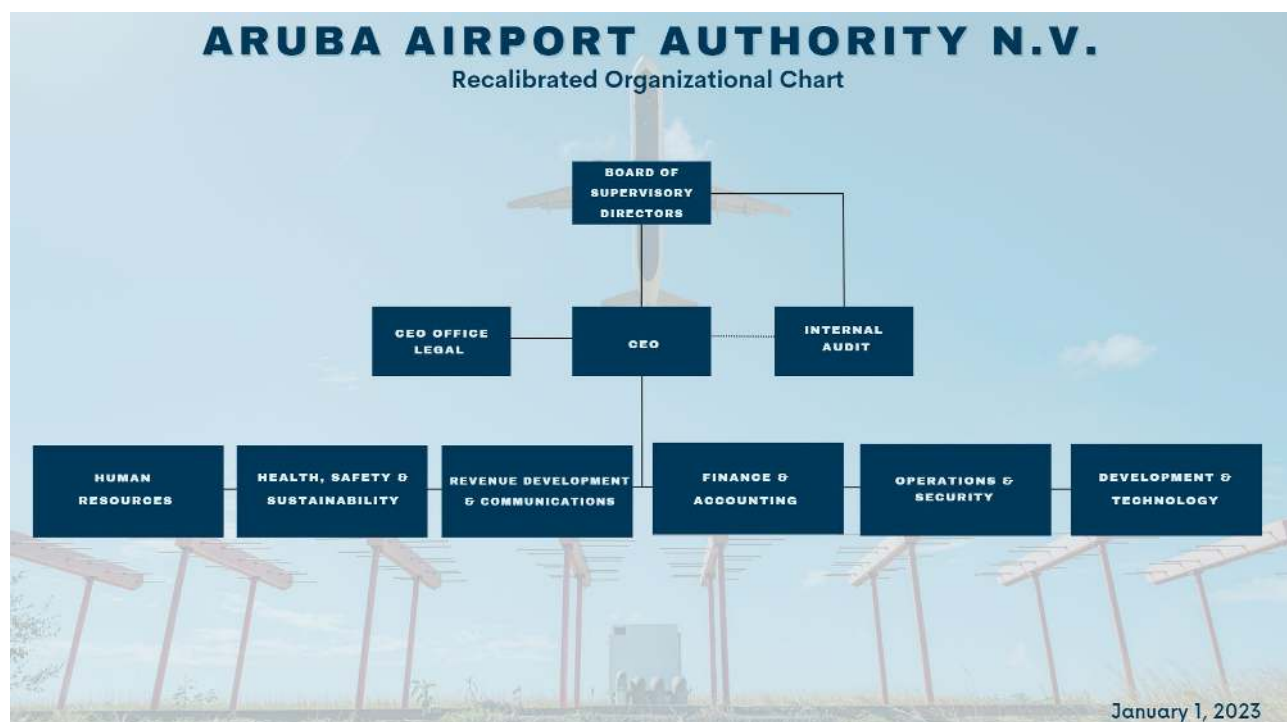 ARUBA AIRPORT AUTHORITY N.V.
Recalibrated Organizational Chart
BOARD OF
SUPERVISORY
DIRECTORS
CEO OFFICE
LEGAL
CEO
INTERNAL
AUDIT
HUMAN
RESOURCES
HEALTH, SAFETY &
SUSTAINABILITY
REVENUE DEVELOPMENT
& COMMUNICATIONS
FINANCE &
ACCOUNTING
OPERATIONS &
SECURITY
DEVELOPMENT &
TECHNOLOGY
January 1, 2023